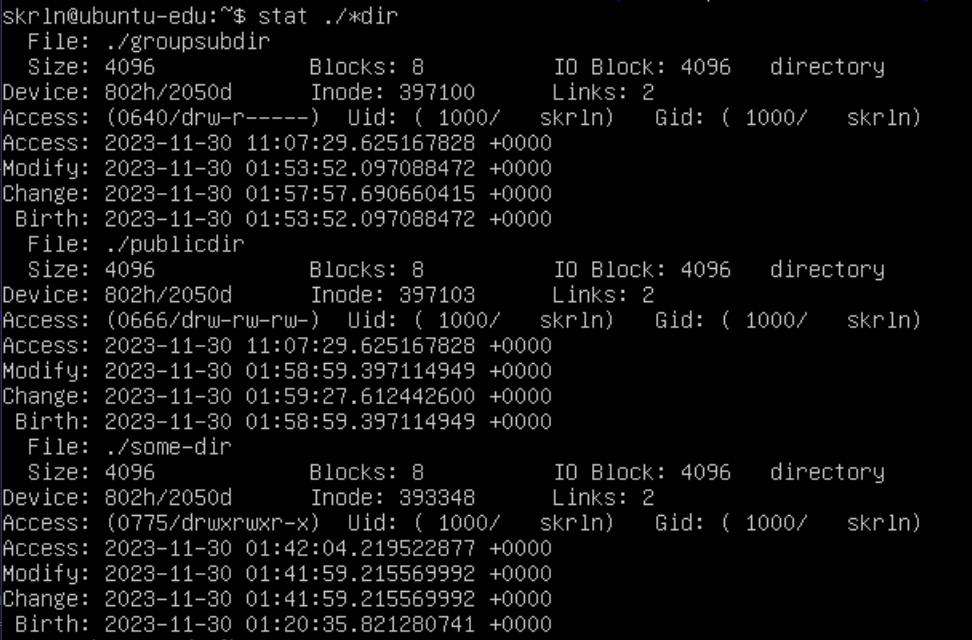 skrln@ubuntu-edu:~$ stat ./*dir
  File: ./groupsubdir
  Size: 4096            Blocks: 8          IO Block: 4096   directory
Device: 802h/2050d      Inode: 397100      Links: 2
Access: (0640/drw-r-----)  Uid: ( 1000/   skrln)   Gid: ( 1000/   skrln)
Access: 2023-11-30 11:07:29.625167828 +0000
Modify: 2023-11-30 01:53:52.097088472 +0000
Change: 2023-11-30 01:57:57.690660415 +0000
 Birth: 2023-11-30 01:53:52.097088472 +0000
  File: ./publicdir
  Size: 4096            Blocks: 8          IO Block: 4096   directory
Device: 802h/2050d      Inode: 397103      Links: 2
Access: (0666/drw-rw-rw-)  Uid: ( 1000/   skrln)   Gid: ( 1000/   skrln)
Access: 2023-11-30 11:07:29.625167828 +0000
Modify: 2023-11-30 01:58:59.397114949 +0000
Change: 2023-11-30 01:59:27.612442600 +0000
 Birth: 2023-11-30 01:58:59.397114949 +0000
  File: ./some-dir
  Size: 4096            Blocks: 8          IO Block: 4096   directory
Device: 802h/2050d      Inode: 393348      Links: 2
Access: (0775/drwxrwxr-x)  Uid: ( 1000/   skrln)   Gid: ( 1000/   skrln)
Access: 2023-11-30 01:42:04.219522877 +0000
Modify: 2023-11-30 01:41:59.215569992 +0000
Change: 2023-11-30 01:41:59.215569992 +0000
 Birth: 2023-11-30 01:20:35.821280741 +0000